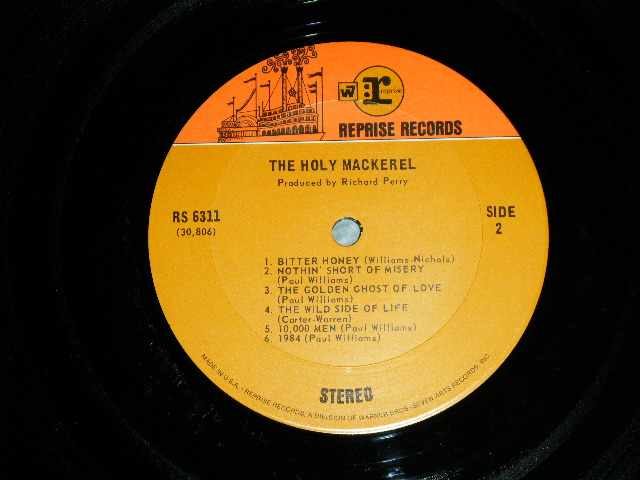 W7
r:
reprise
REPRISE RECORDS
THE HOLY MACKEREL
Produced by Richard Perry
RS 6311
(30,806)
SIDE
2
1. BITTER HONEY (Williams-Nichols)
2. NOTHIN' SHORT OF MISERY
(Paul Williams)
3. THE GOLDEN GHOST OF LOVE
(Paul Williams)
4. THE WILD SIDE OF LIFE
(Carter-Warren)
5. 10,000 MEN (Paul Williams)
6. 1984 (Paul Williams)
STEREO
MADE IN U.S.A. • REPRISE RECORDS, A DIVISION OF WARNER BROS.-SEVEN ARTS RECORDS, INC.